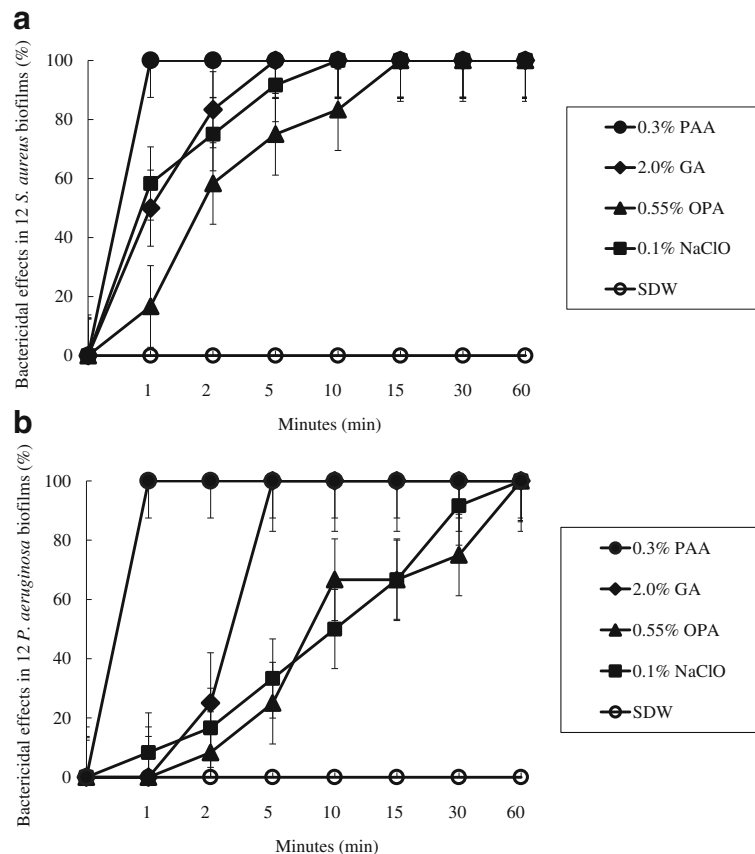 a
Bactericidal effects in 12 S. aureus biofilms (%)
100
80
60
40
20
0
1 2 5 10 15 30 60
Minutes (min)
0.3% PAA
2.0% GA
0.55% OPA
0.1% NaClO
SDW
b
Bactericidal effects in 12 P. aeruginosa biofilms (%)
100
80
60
40
20
0
1 2 5 10 15 30 60
Minutes (min)
0.3% PAA
2.0% GA
0.55% OPA
0.1% NaClO
SDW